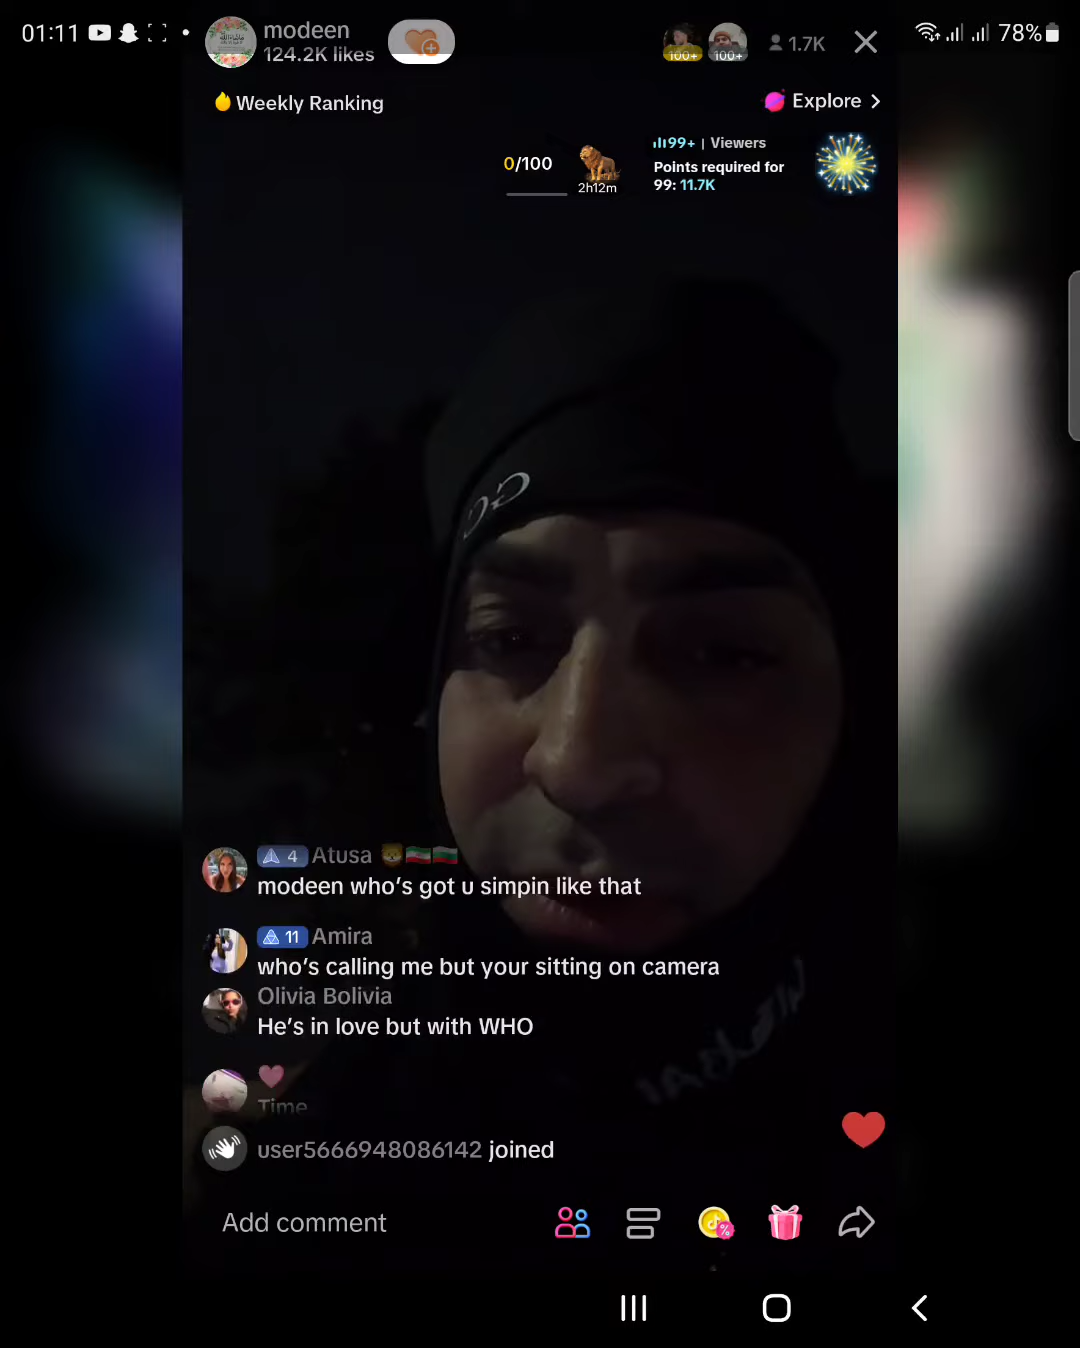 01:11
78%
modeen
124.2K likes
100+
100+
1.7K
Weekly Ranking
Explore
0/100
2h12m
99+ | Viewers
Points required for
99: 11.7K
4 Atusa
modeen who's got u simpin like that
11 Amira
who's calling me but your sitting on camera
Olivia Bolivia
He's in love but with WHO
Time
user5666948086142 joined
Add comment